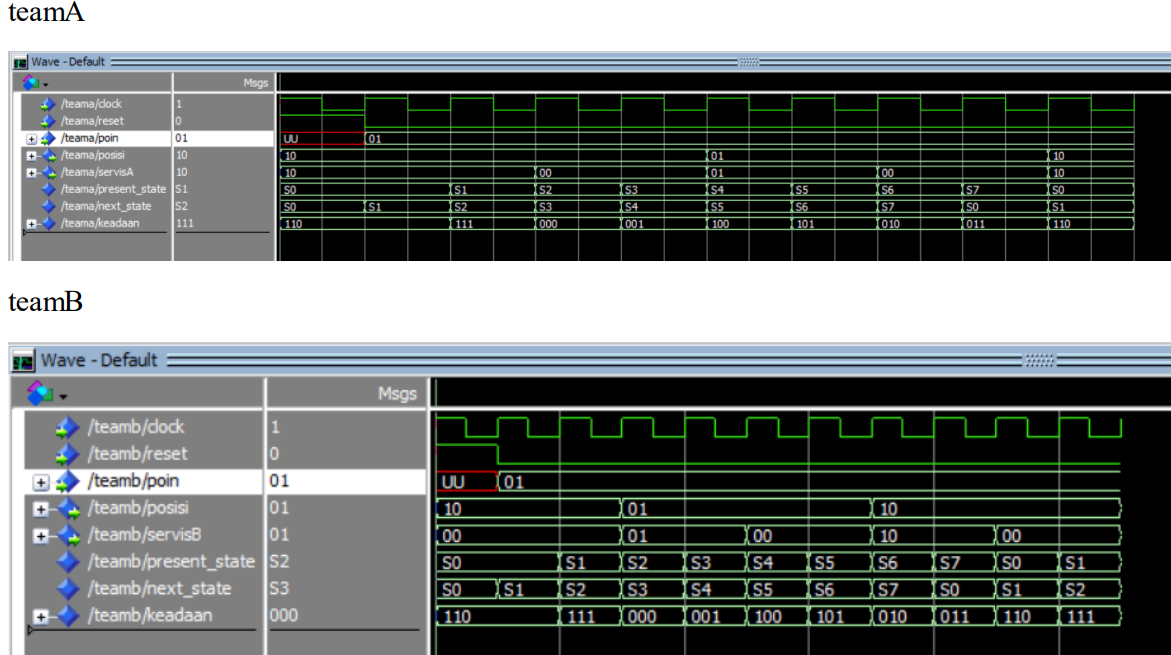 teamA
Wave - Default
Msgs
/teama/clock 1
/teama/reset 0
/teama/poin 01 UU 01
/teama/posisi 10 10 01 10
/teama/servisA 10 10 00 01 00 10
/teama/present_state S1 S0 S1 S2 S3 S4 S5 S6 S7 S0
/teama/next_state S2 S0 S1 S2 S3 S4 S5 S6 S7 S0 S1
/teama/keadaan 111 110 111 000 001 100 101 010 011 110
teamB
Wave - Default
Msgs
/teamb/clock 1
/teamb/reset 0
/teamb/poin 01 UU 01
/teamb/posisi 01 10 01 10
/teamb/servisB 01 00 01 00 10 00
/teamb/present_state S2 S0 S1 S2 S3 S4 S5 S6 S7 S0 S1
/teamb/next_state S3 S0 S1 S2 S3 S4 S5 S6 S7 S0 S1 S2
/teamb/keadaan 000 110 111 000 001 100 101 010 011 110 111